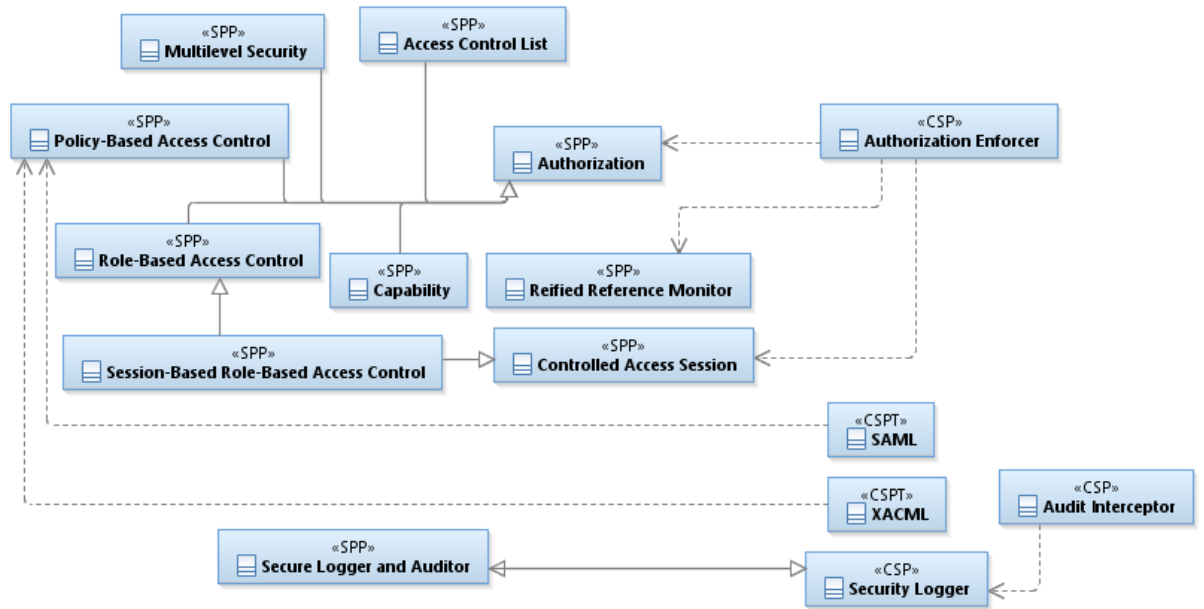 «SPP»
Multilevel Security
«SPP»
Access Control List
«SPP»
Policy-Based Access Control
«SPP»
Authorization
«CSP»
Authorization Enforcer
«SPP»
Role-Based Access Control
«SPP»
Capability
«SPP»
Reified Reference Monitor
«SPP»
Session-Based Role-Based Access Control
«SPP»
Controlled Access Session
«CSPT»
SAML
«CSPT»
XACML
«CSP»
Audit Interceptor
«SPP»
Secure Logger and Auditor
«CSP»
Security Logger